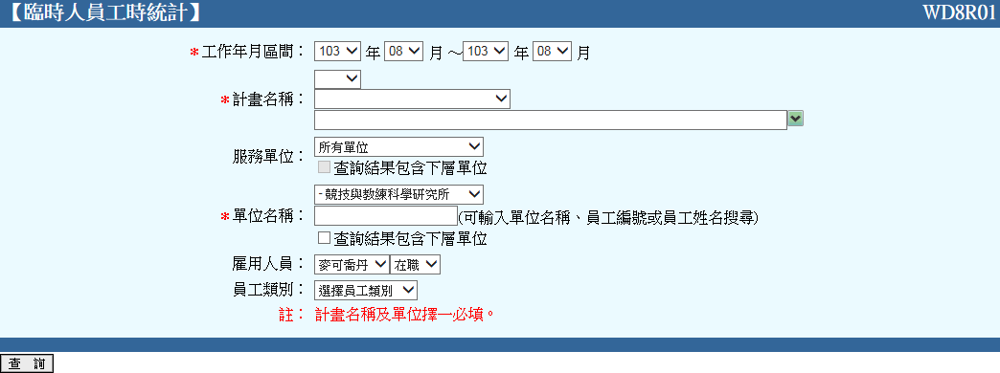 【臨時人員工時統計】 WD8R01
*工作年月區間： 103 年 08 月 ～ 103 年 08 月
*計畫名稱：
服務單位： 所有單位
查詢結果包含下層單位
- 競技與教練科學研究所
*單位名稱： (可輸入單位名稱、員工編號或員工姓名搜尋)
查詢結果包含下層單位
雇用人員： 麥可喬丹 在職
員工類別： 選擇員工類別
註： 計畫名稱及單位擇一必填。
查 詢